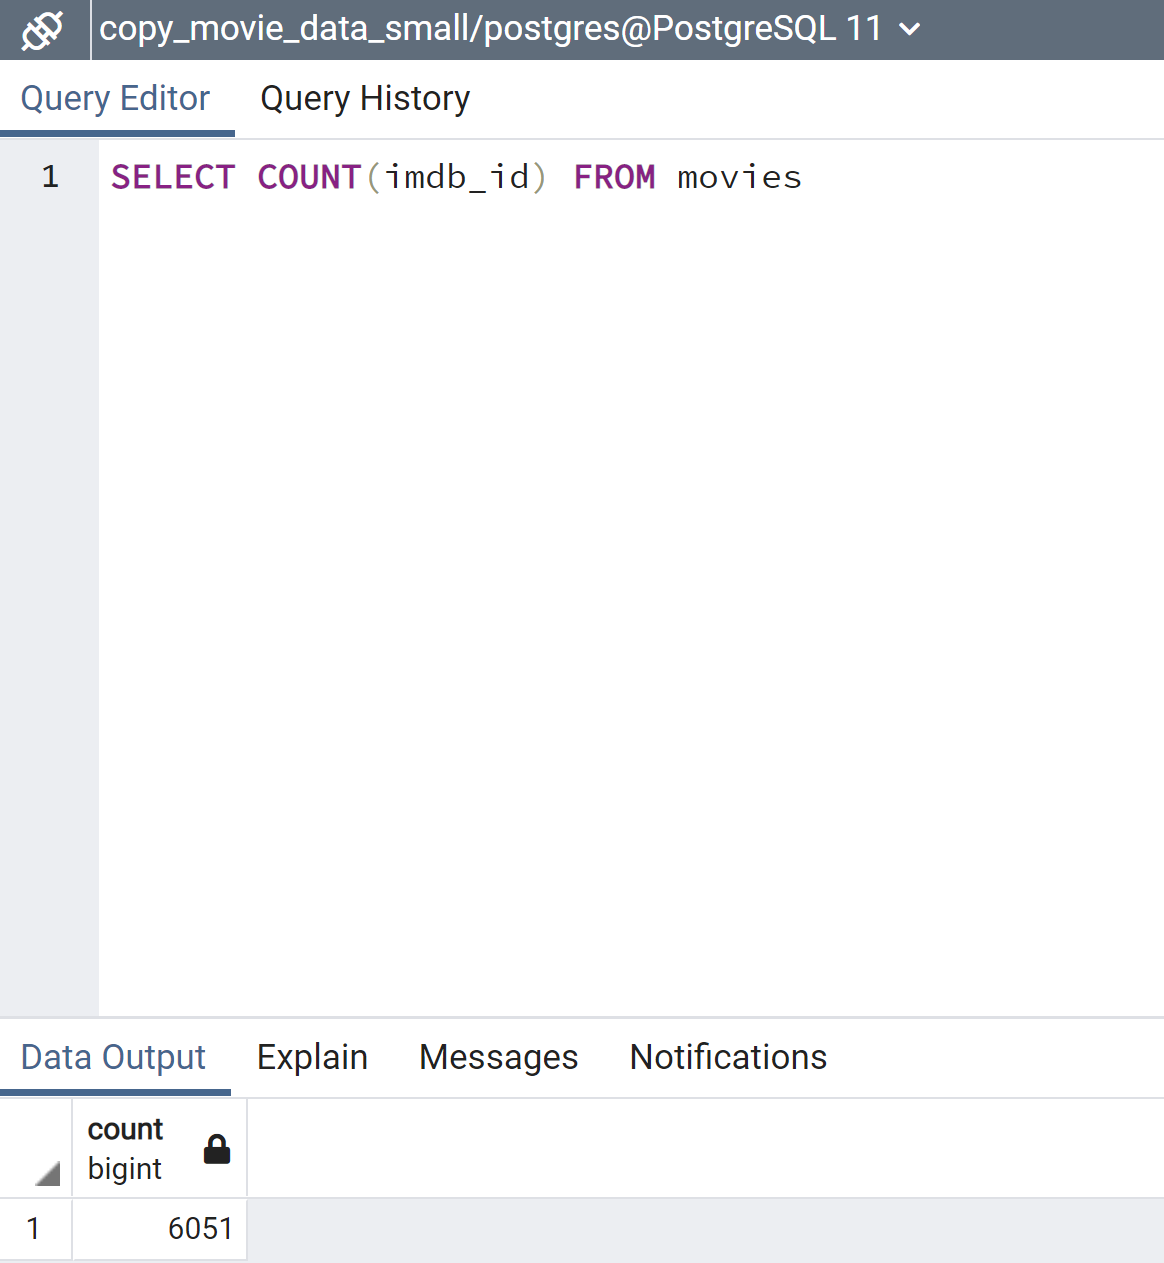 copy_movie_data_small/postgres@PostgreSQL 11
Query Editor Query History
1 SELECT COUNT(imdb_id) FROM movies
Data Output Explain Messages Notifications
count
bigint
1 6051